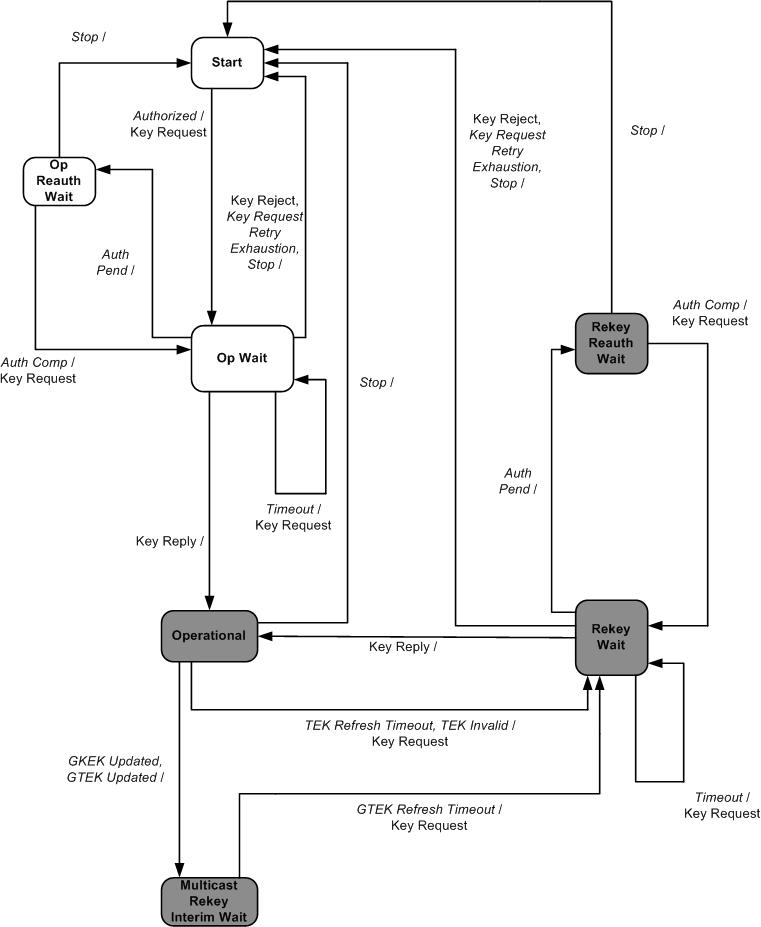 Stop /
Start
Authorized /
Key Request
Key Reject,
Key Request
Retry
Exhaustion,
Stop /
Stop /
Op
Reauth
Wait
Key Reject,
Key Request
Retry
Exhaustion,
Stop /
Auth
Pend /
Rekey
Reauth
Wait
Auth Comp /
Key Request
Op Wait
Auth Comp /
Key Request
Stop /
Auth
Pend /
Timeout /
Key Request
Key Reply /
Operational
Rekey
Wait
Key Reply /
TEK Refresh Timeout, TEK Invalid /
Key Request
GKEK Updated,
GTEK Updated /
Timeout /
Key Request
GTEK Refresh Timeout /
Key Request
Multicast
Rekey
Interim Wait